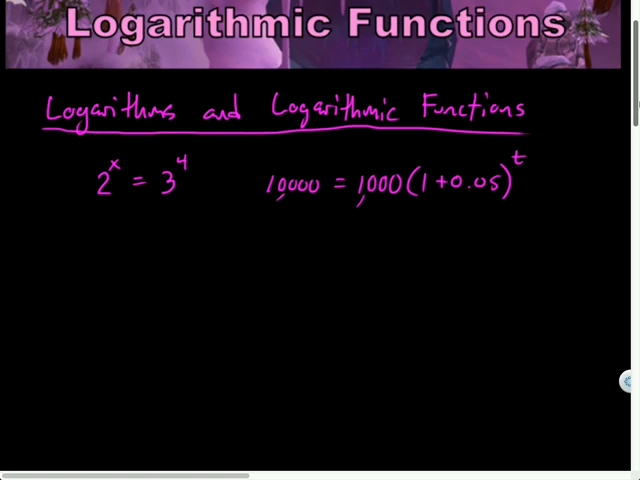 Logarithmic Functions
Logarithms and Logarithmic Functions
2^x = 3^4
10,000 = 1,000(1+0.05)^t